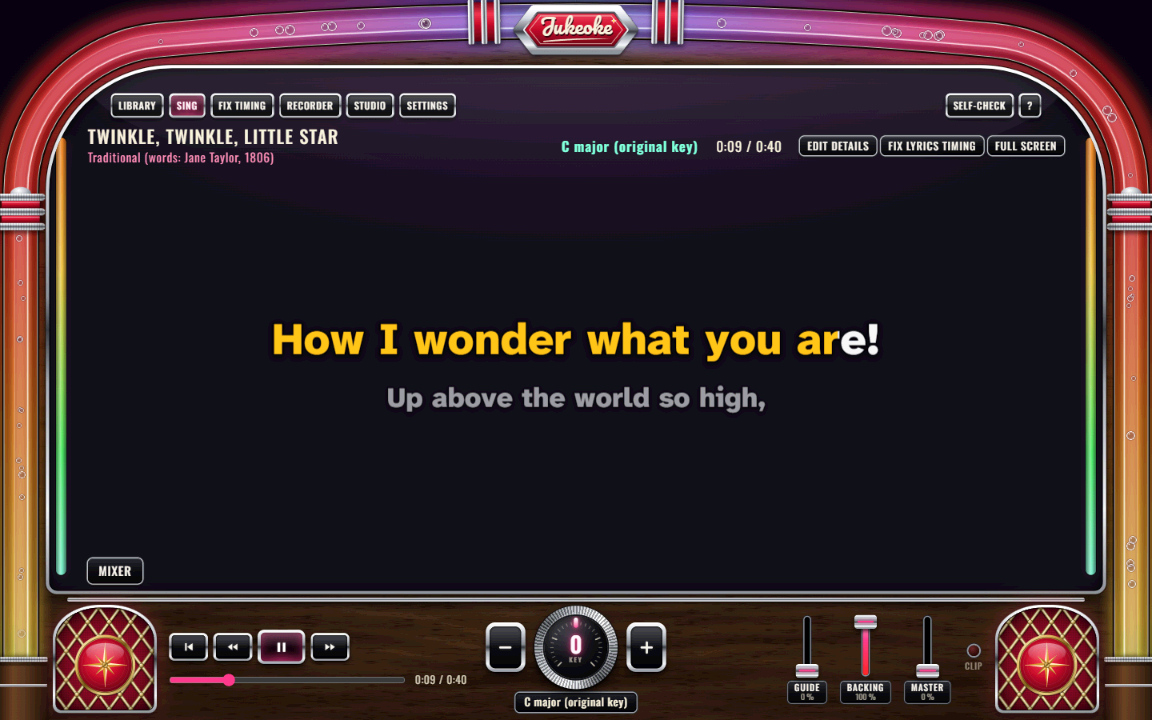 Jukeoke
LIBRARY SING FIX TIMING RECORDER STUDIO SETTINGS SELF-CHECK ?
TWINKLE, TWINKLE, LITTLE STAR
Traditional (words: Jane Taylor, 1806)
C major (original key) 0:09 / 0:40 EDIT DETAILS FIX LYRICS TIMING FULL SCREEN
How I wonder what you are!
Up above the world so high,
MIXER
0:09 / 0:40
− 0 +
KEY
C major (original key)
GUIDE BACKING MASTER
0 % 100 % 0 %
CLIP